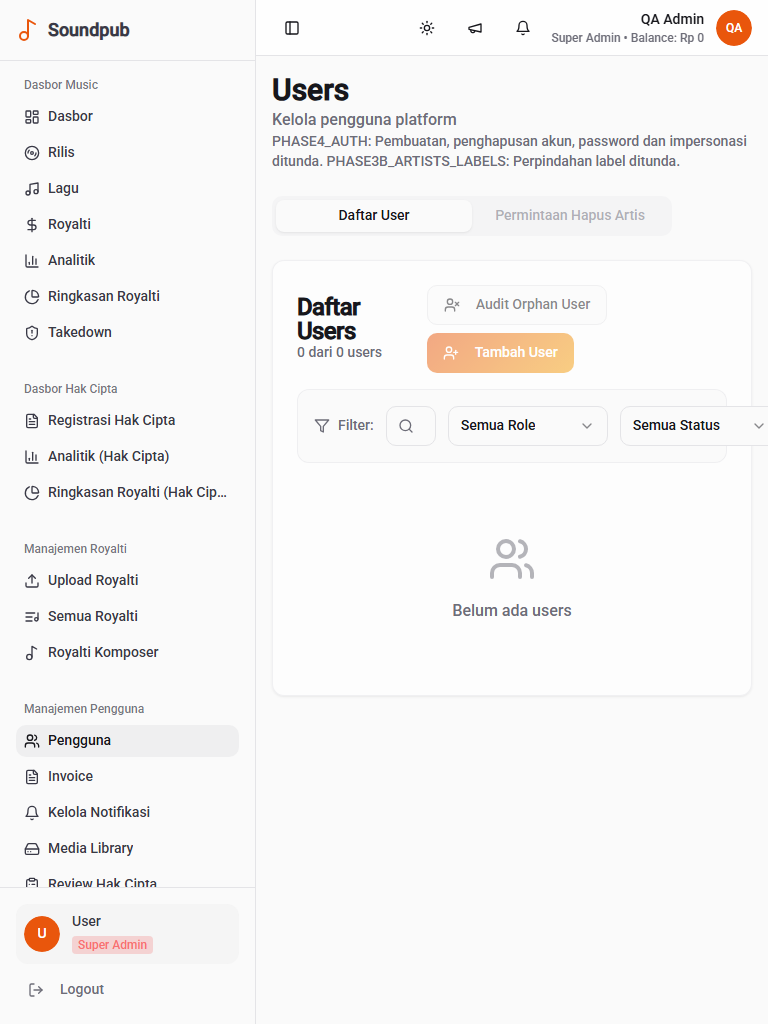 Soundpub
Dasbor Music
Dasbor
Rilis
Lagu
Royalti
Analitik
Ringkasan Royalti
Takedown
Dasbor Hak Cipta
Registrasi Hak Cipta
Analitik (Hak Cipta)
Ringkasan Royalti (Hak Cip...
Manajemen Royalti
Upload Royalti
Semua Royalti
Royalti Komposer
Manajemen Pengguna
Pengguna
Invoice
Kelola Notifikasi
Media Library
Review Hak Cipta
U
User
Super Admin
Logout
QA Admin
Super Admin • Balance: Rp 0
QA
Users
Kelola pengguna platform
PHASE4_AUTH: Pembuatan, penghapusan akun, password dan impersonasi
ditunda. PHASE3B_ARTISTS_LABELS: Perpindahan label ditunda.
Daftar User
Permintaan Hapus Artis
Daftar
Users
0 dari 0 users
Audit Orphan User
Tambah User
Filter:
Semua Role
Semua Status
Belum ada users